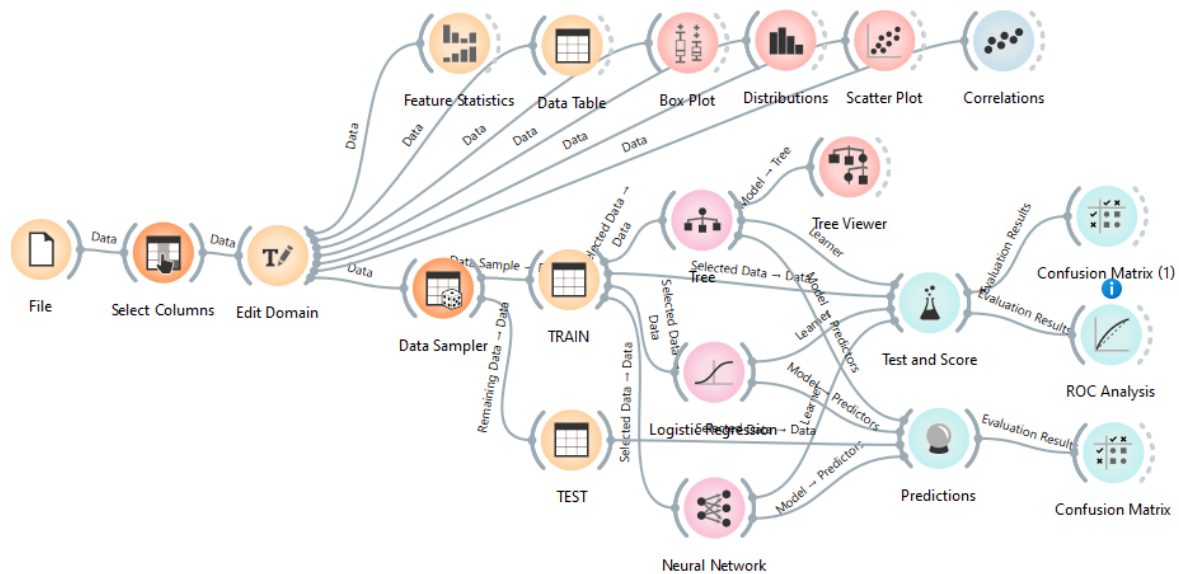 Feature Statistics
Data Table
Box Plot
Distributions
Scatter Plot
Correlations
Data
Data
Data
Data
Data
Data
File
Data
Select Columns
Data
Edit Domain
Data
Data Sampler
Data Sample →
TRAIN
Remaining Data → Data
TEST
Selected Data →
Data
Tree
Model → Tree
Tree Viewer
Selected Data → Data
Learner
Selected Data →
Data
Logistic Regression
Learner
Model → Predictors
Model → Predictors
Selected Data → Data
Selected Data → Data
Neural Network
Learner
Model → Predictors
Test and Score
Evaluation Results
Confusion Matrix (1)
i
Evaluation Results
ROC Analysis
Predictions
Evaluation Results
Confusion Matrix